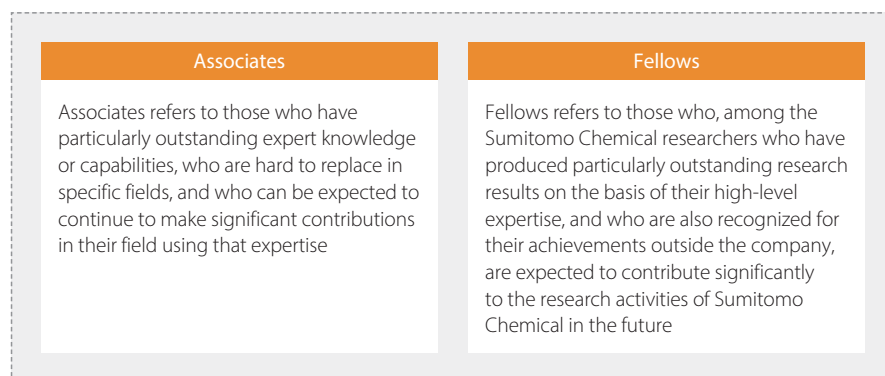 Associates
Associates refers to those who have
particularly outstanding expert knowledge
or capabilities, who are hard to replace in
specific fields, and who can be expected to
continue to make significant contributions
in their field using that expertise
Fellows
Fellows refers to those who, among the
Sumitomo Chemical researchers who have
produced particularly outstanding research
results on the basis of their high-level
expertise, and who are also recognized for
their achievements outside the company,
are expected to contribute significantly
to the research activities of Sumitomo
Chemical in the future